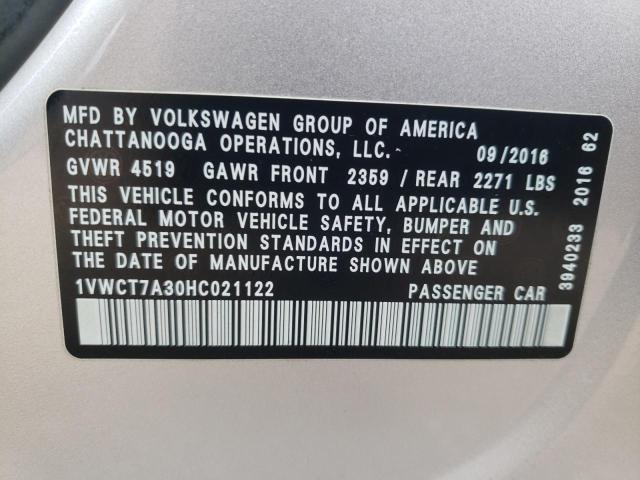 MFD BY VOLKSWAGEN GROUP OF AMERICA
CHATTANOOGA OPERATIONS, LLC. 09/2016
GVWR 4519 GAWR FRONT 2359 / REAR 2271 LBS
THIS VEHICLE CONFORMS TO ALL APPLICABLE U.S.
FEDERAL MOTOR VEHICLE SAFETY, BUMPER AND
THEFT PREVENTION STANDARDS IN EFFECT ON
THE DATE OF MANUFACTURE SHOWN ABOVE
1VWCT7A30HC021122 PASSENGER CAR
3940233 2016 62